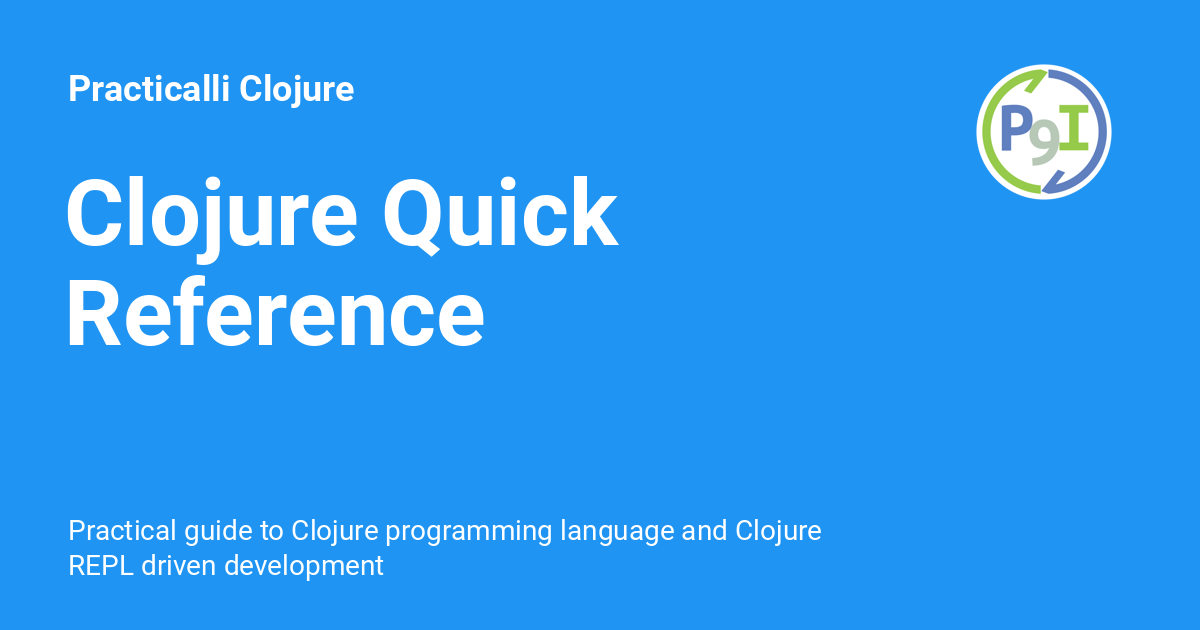 Practicalli Clojure
P9I
Clojure Quick
Reference
Practical guide to Clojure programming language and Clojure
REPL driven development